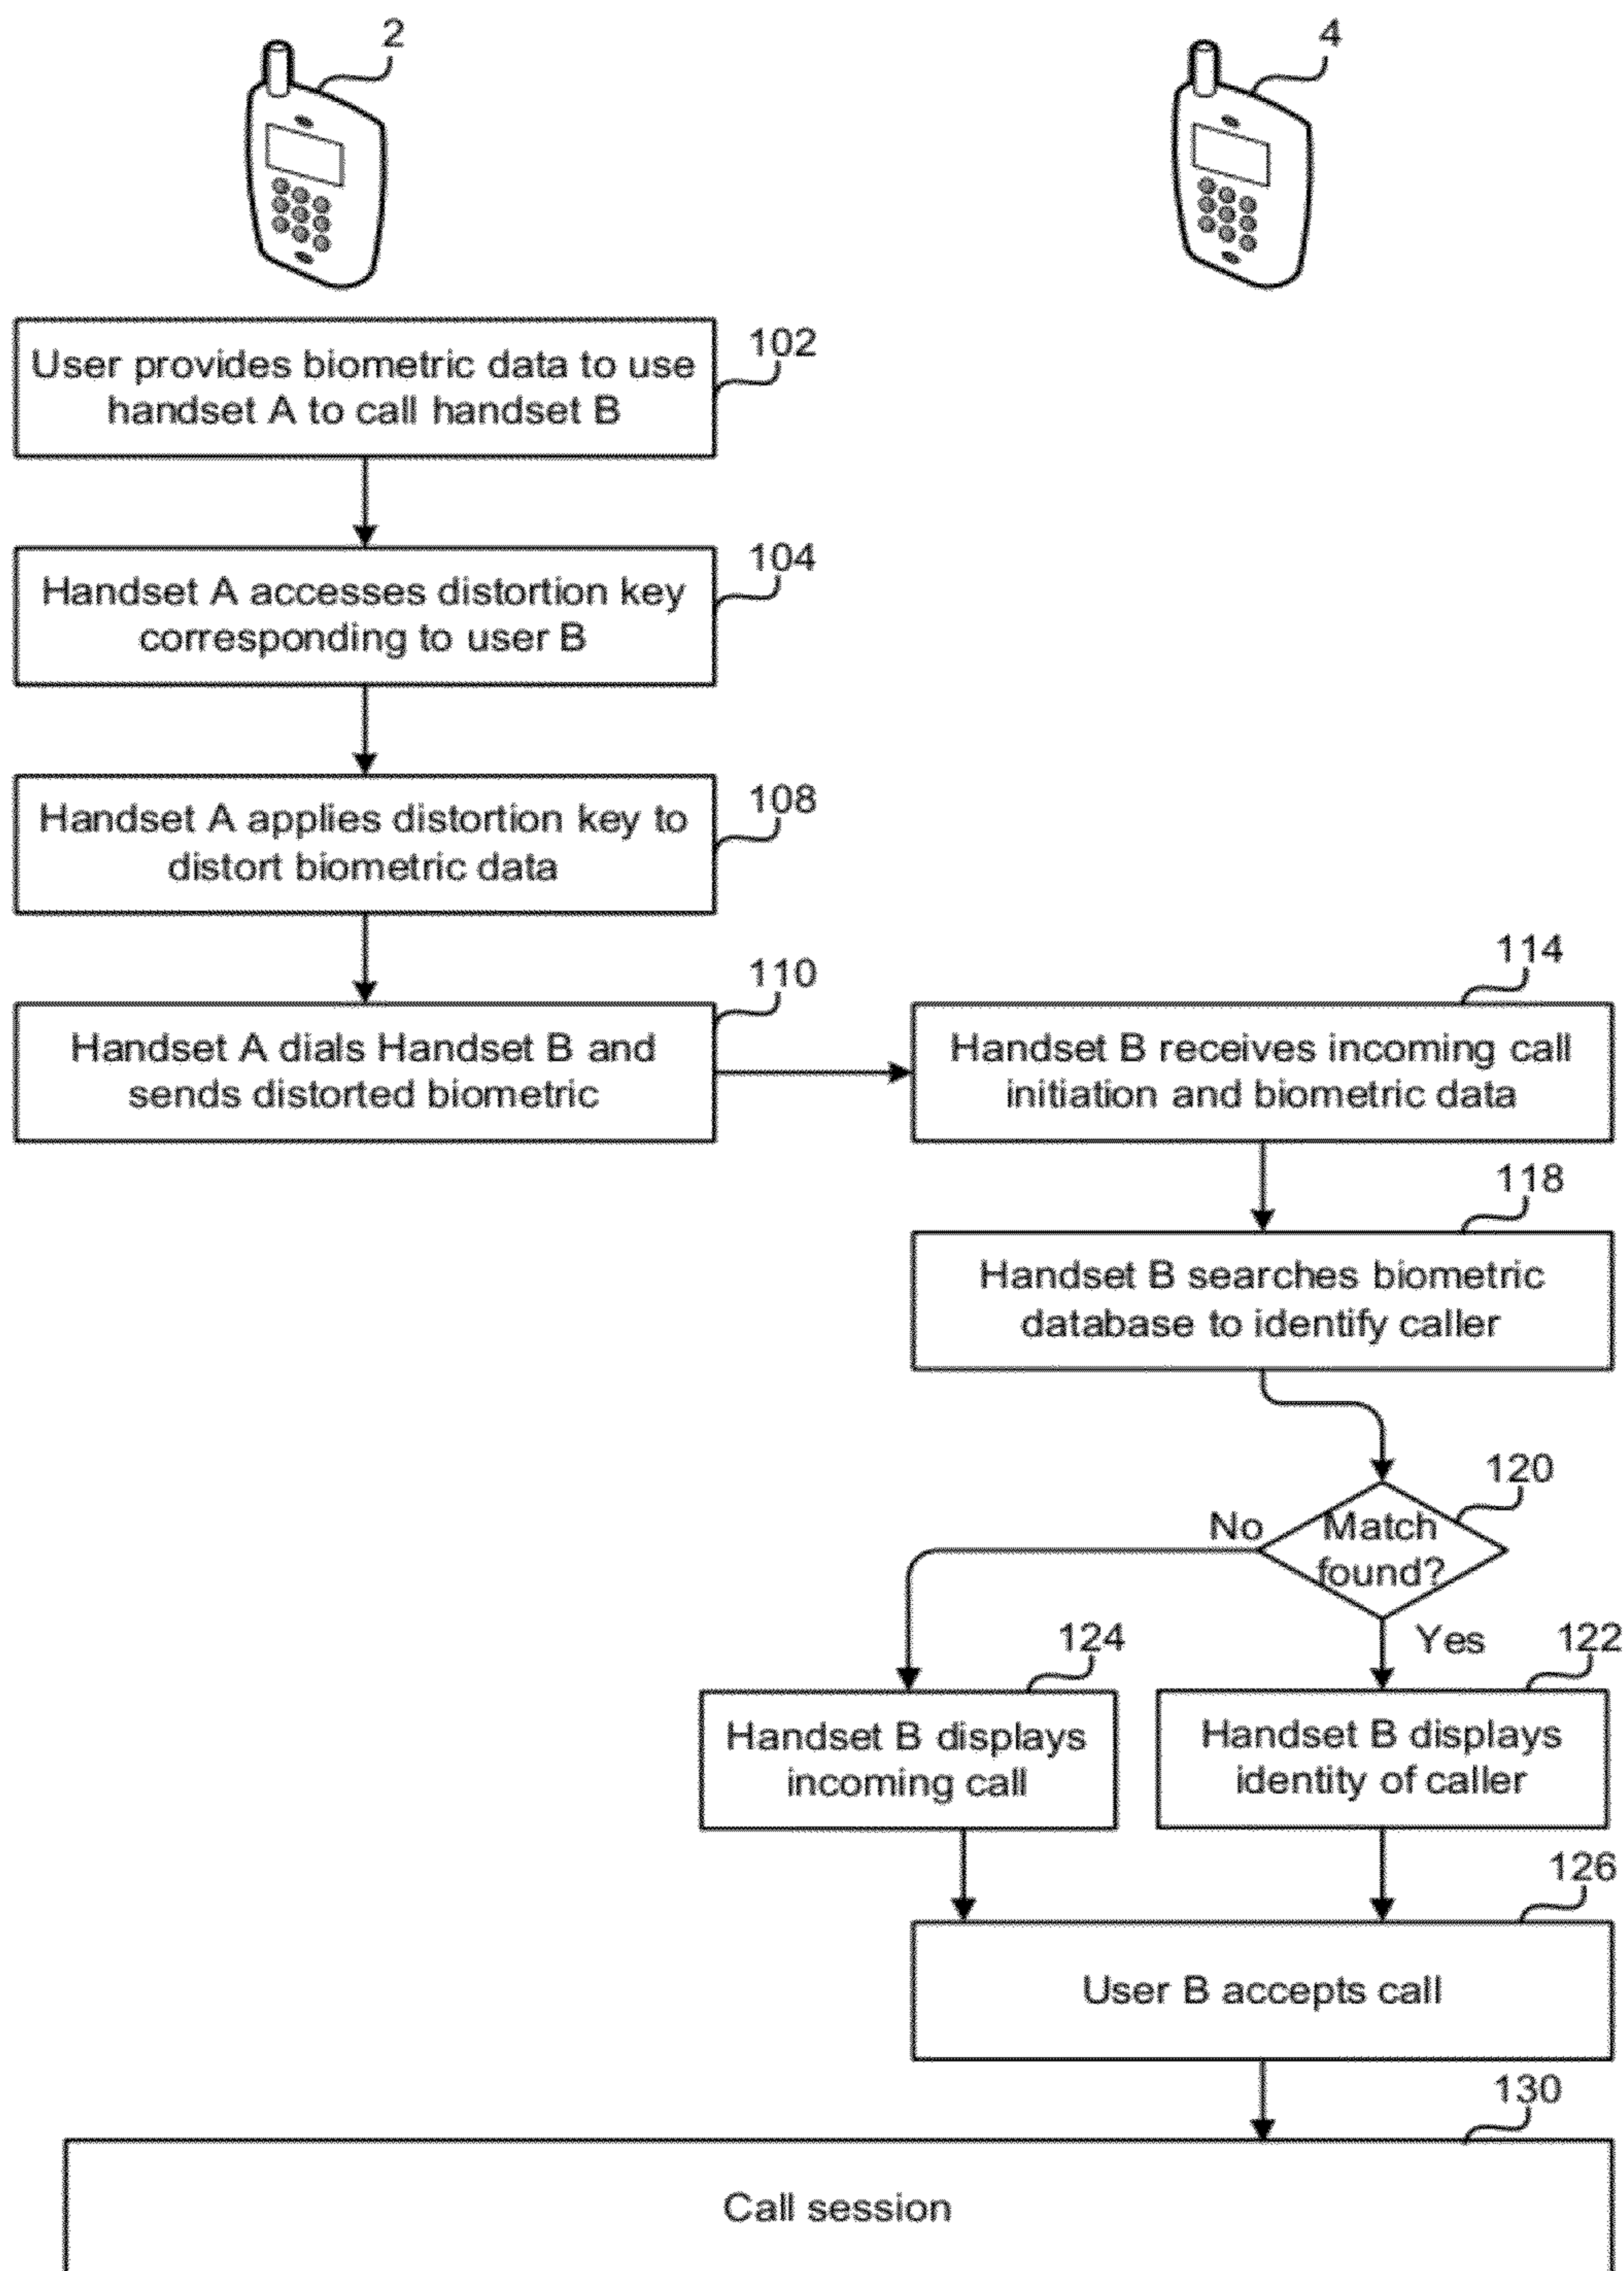 2
4
User provides biometric data to use
handset A to call handset B
102
Handset A accesses distortion key
corresponding to user B
104
Handset A applies distortion key to
distort biometric data
108
Handset A dials Handset B and
sends distorted biometric
110
Handset B receives incoming call
initiation and biometric data
114
Handset B searches biometric
database to identify caller
118
Match
found?
120
No
Yes
Handset B displays
incoming call
124
Handset B displays
identity of caller
122
User B accepts call
126
Call session
130